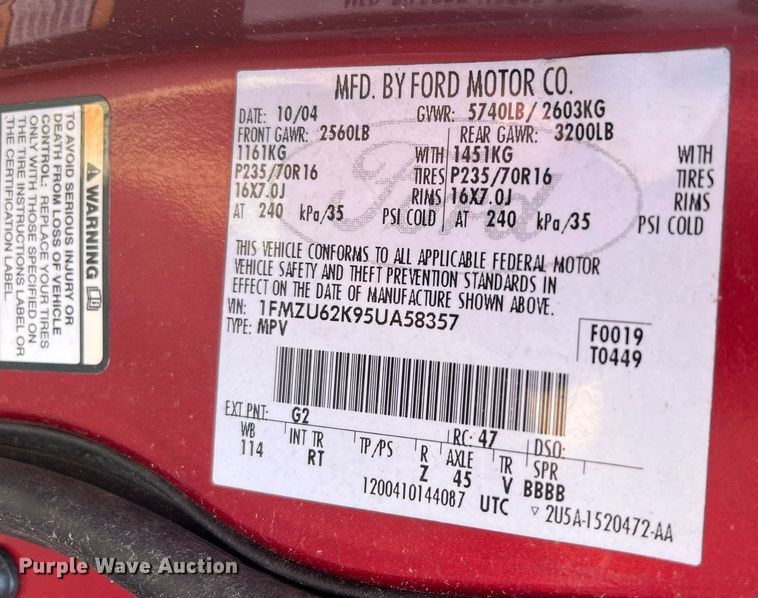 MFD. BY FORD MOTOR CO.
DATE: 10/04 GVWR: 5740LB/ 2603KG
FRONT GAWR: 2560LB REAR GAWR: 3200LB
1161KG WITH 1451KG WITH
P235/70R16 TIRES P235/70R16 TIRES
16X7.0J RIMS 16X7.0J RIMS
AT 240 kPa/35 PSI COLD AT 240 kPa/35 PSI COLD
THIS VEHICLE CONFORMS TO ALL APPLICABLE FEDERAL MOTOR
VEHICLE SAFETY AND THEFT PREVENTION STANDARDS IN
EFFECT ON THE DATE OF MANUFACTURE SHOWN ABOVE.
VIN: 1FMZU62K95UA58357
TYPE: MPV
F0019
T0449
EXT PNT: G2 RC: 47 DSO:
WB INT TR TP/PS R AXLE TR SPR
114 RT Z 45 V BBBB
1200410144087 UTC ▽ 2U5A-1520472-AA
Ford
WARNING
TO AVOID SERIOUS INJURY OR
DEATH FROM LOSS OF VEHICLE
CONTROL: REPLACE YOUR TIRES
ONLY WITH THOSE SPECIFIED ON
THE TIRE INSTRUCTIONS LABEL OR
CERTIFICATION LABEL.
Purple Wave Auction